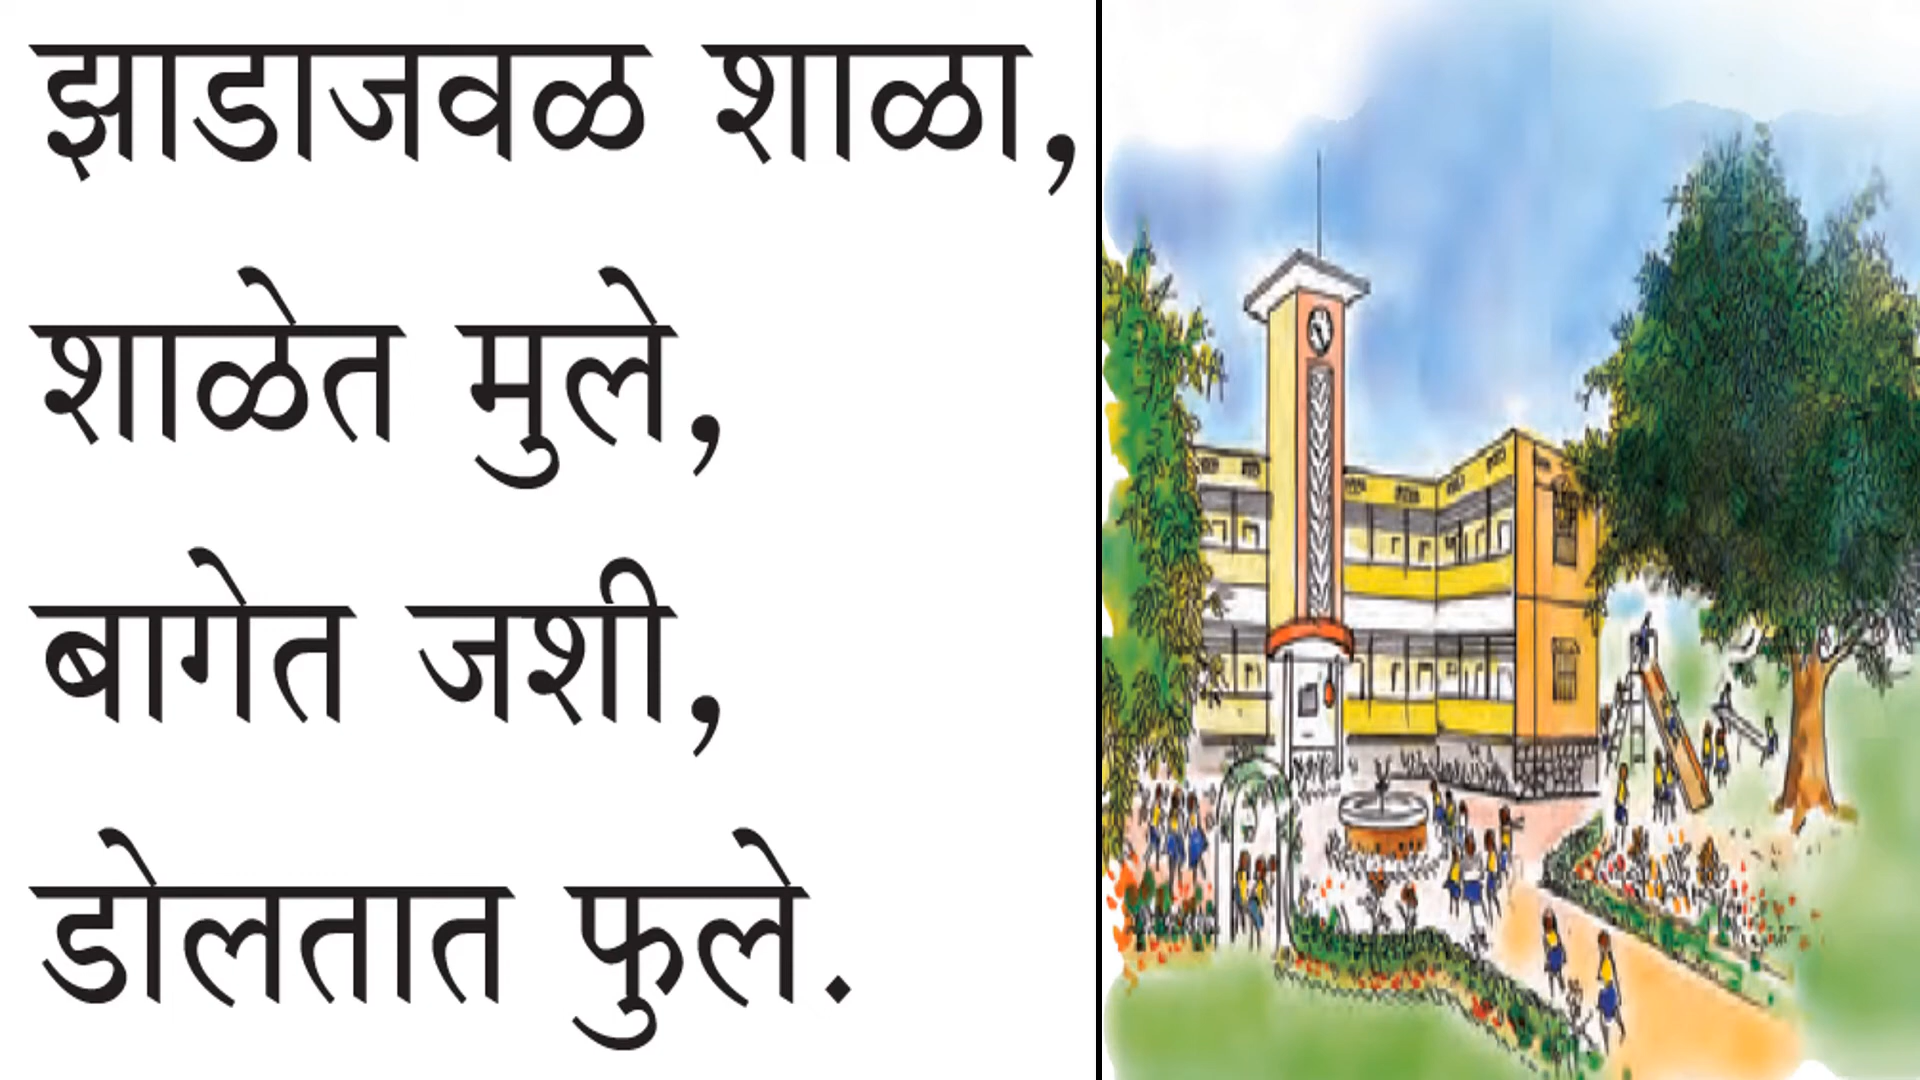 झाडाजवळ शाळा,
शाळेत मुले,
बागेत जशी,
डोलतात फुले.